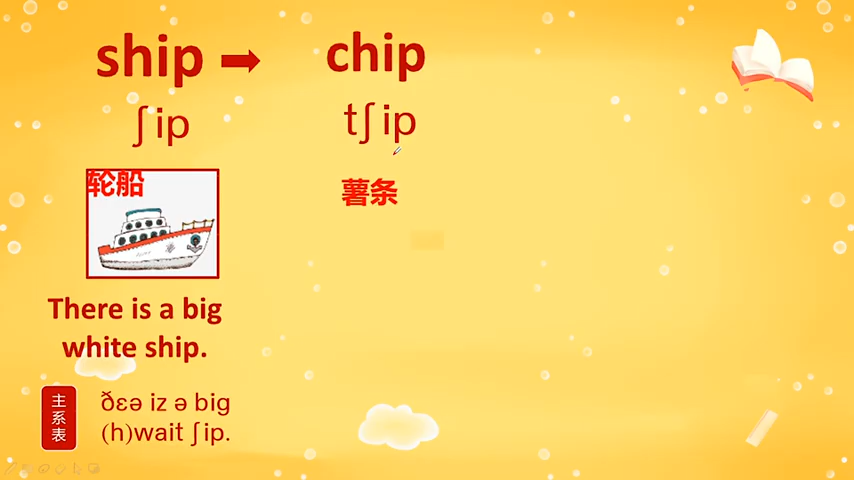 ship ➡ chip
ʃip
tʃip
轮船
薯条
There is a big
white ship.
主系表
ðɛə iz ə big
(h)wait ʃip.